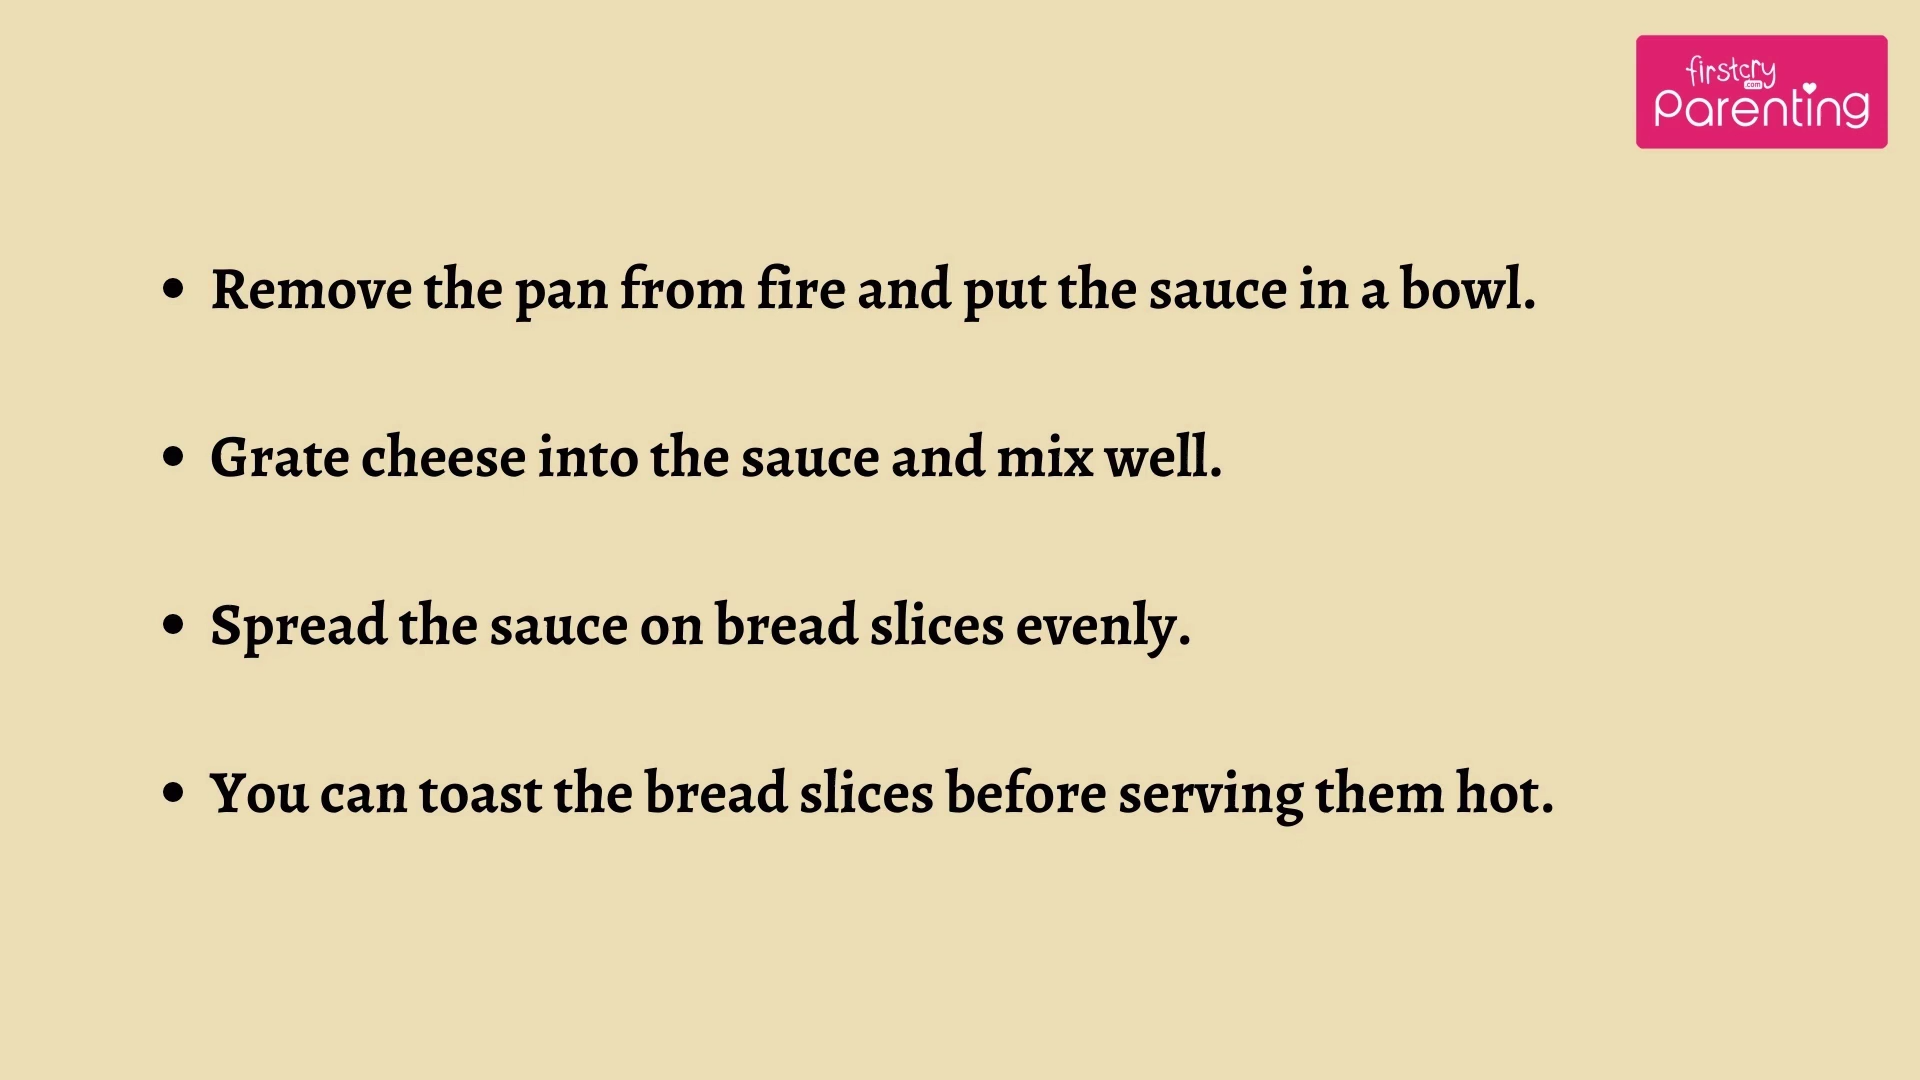 firstcry
.com
Parenting
• Remove the pan from fire and put the sauce in a bowl.
• Grate cheese into the sauce and mix well.
• Spread the sauce on bread slices evenly.
• You can toast the bread slices before serving them hot.